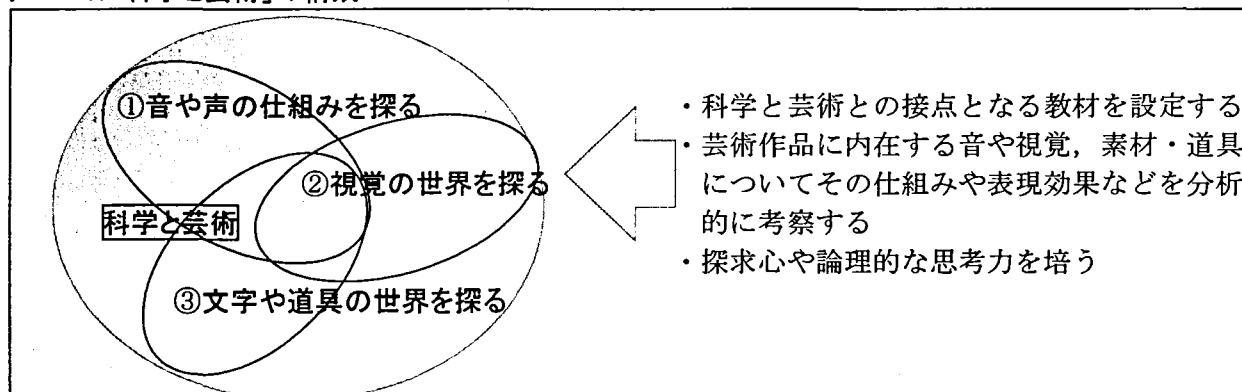 ①音や声の仕組みを探る
②視覚の世界を探る
科学と芸術
③文字や道具の世界を探る
・科学と芸術との接点となる教材を設定する
・芸術作品に内在する音や視覚，素材・道具
についてその仕組みや表現効果などを分析
的に考察する
・探求心や論理的な思考力を培う